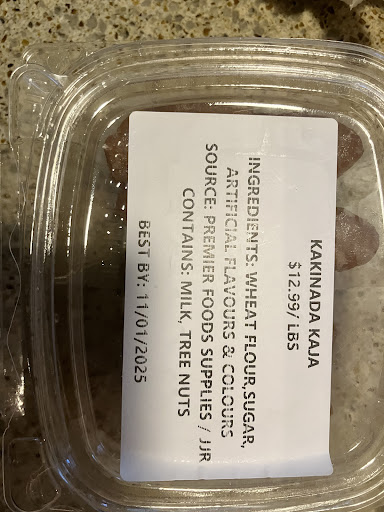 KAKINADA KAJA
$12.99/ LBS
INGREDIENTS: WHEAT FLOUR,SUGAR,
ARTIFICIAL FLAVOURS & COLOURS
SOURCE: PREMIER FOODS SUPPLIES / JJR
CONTAINS: MILK, TREE NUTS
BEST BY: 11/01/2025